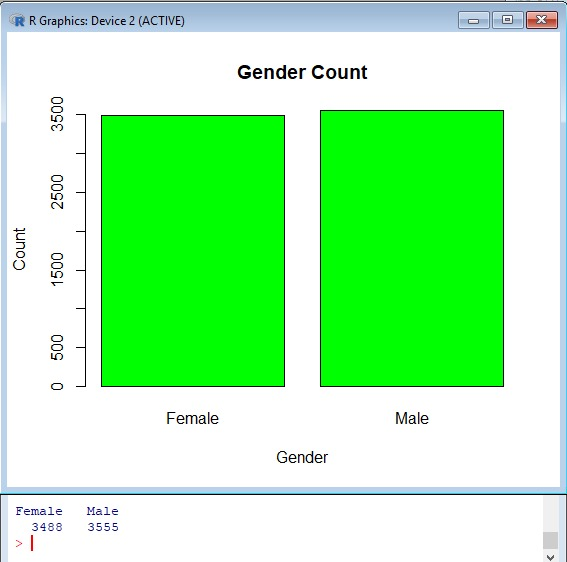 R Graphics: Device 2 (ACTIVE)
Gender Count
3500
2500
1500
500
0
Count
Female Male
Gender
Female Male
3488 3555
>